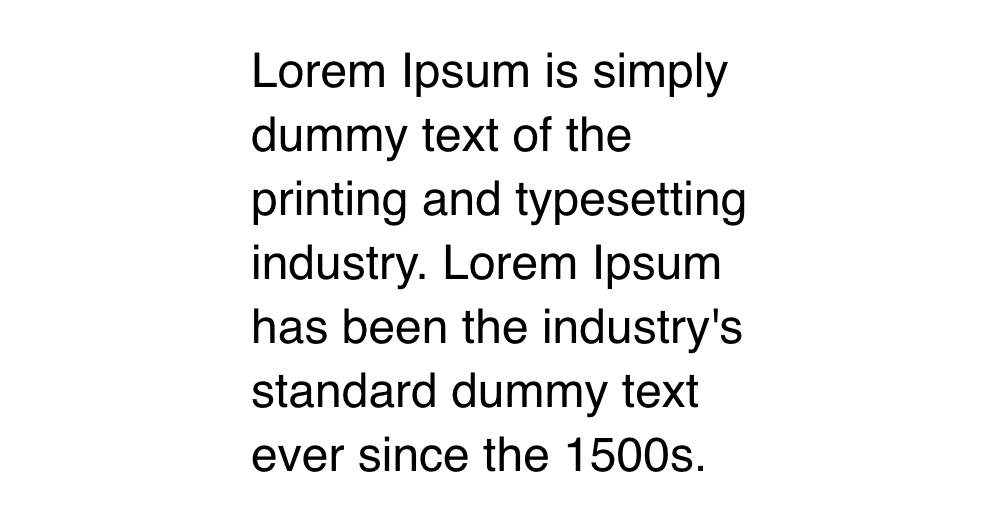 Lorem Ipsum is simply
dummy text of the
printing and typesetting
industry. Lorem Ipsum
has been the industry's
standard dummy text
ever since the 1500s.